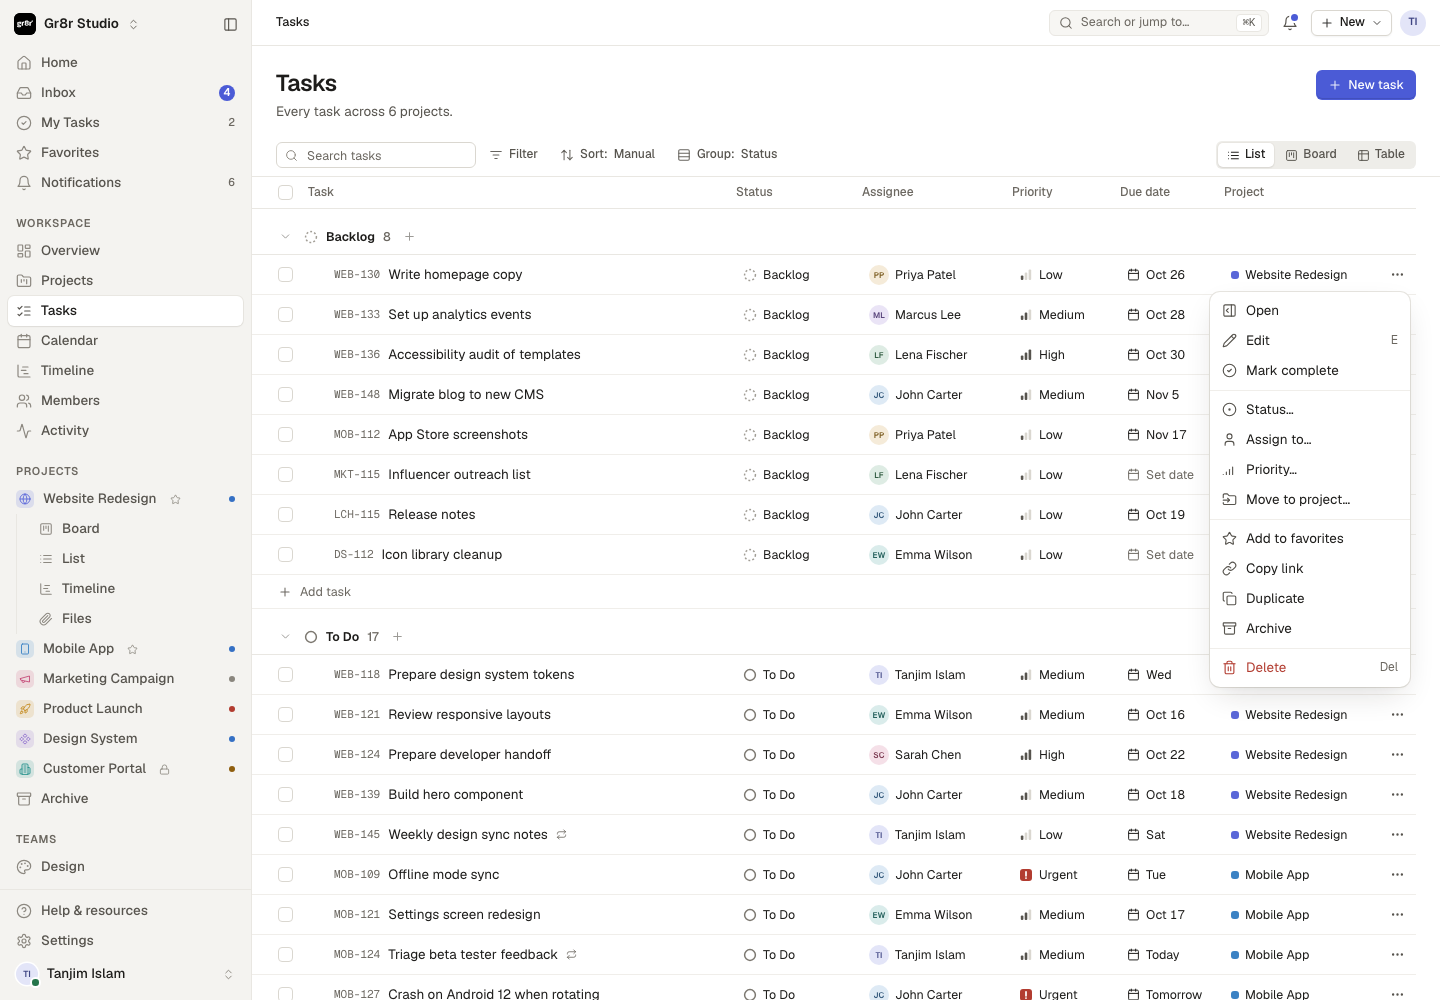 gr8r Gr8r Studio
Home
Inbox 4
My Tasks 2
Favorites
Notifications 6
WORKSPACE
Overview
Projects
Tasks
Calendar
Timeline
Members
Activity
PROJECTS
Website Redesign
Board
List
Timeline
Files
Mobile App
Marketing Campaign
Product Launch
Design System
Customer Portal
Archive
TEAMS
Design
Help & resources
Settings
TI Tanjim Islam
Tasks Search or jump to... ⌘K New TI
Tasks
New task
Every task across 6 projects.
Search tasks Filter Sort: Manual Group: Status List Board Table
Task Status Assignee Priority Due date Project
Backlog 8
WEB-130 Write homepage copy Backlog PP Priya Patel Low Oct 26 Website Redesign
WEB-133 Set up analytics events Backlog ML Marcus Lee Medium Oct 28
WEB-136 Accessibility audit of templates Backlog LF Lena Fischer High Oct 30
WEB-148 Migrate blog to new CMS Backlog JC John Carter Medium Nov 5
MOB-112 App Store screenshots Backlog PP Priya Patel Low Nov 17
MKT-115 Influencer outreach list Backlog LF Lena Fischer Low Set date
LCH-115 Release notes Backlog JC John Carter Low Oct 19
DS-112 Icon library cleanup Backlog EW Emma Wilson Low Set date
Add task
Open
Edit E
Mark complete
Status...
Assign to...
Priority...
Move to project...
Add to favorites
Copy link
Duplicate
Archive
Delete Del
To Do 17
WEB-118 Prepare design system tokens To Do TI Tanjim Islam Medium Wed
WEB-121 Review responsive layouts To Do EW Emma Wilson Medium Oct 16 Website Redesign
WEB-124 Prepare developer handoff To Do SC Sarah Chen High Oct 22 Website Redesign
WEB-139 Build hero component To Do JC John Carter Medium Oct 18 Website Redesign
WEB-145 Weekly design sync notes To Do TI Tanjim Islam Low Sat Website Redesign
MOB-109 Offline mode sync To Do JC John Carter Urgent Tue Mobile App
MOB-121 Settings screen redesign To Do EW Emma Wilson Medium Oct 17 Mobile App
MOB-124 Triage beta tester feedback To Do TI Tanjim Islam Medium Today Mobile App
MOB-127 Crash on Android 12 when rotating To Do JC John Carter Urgent Tomorrow Mobile App